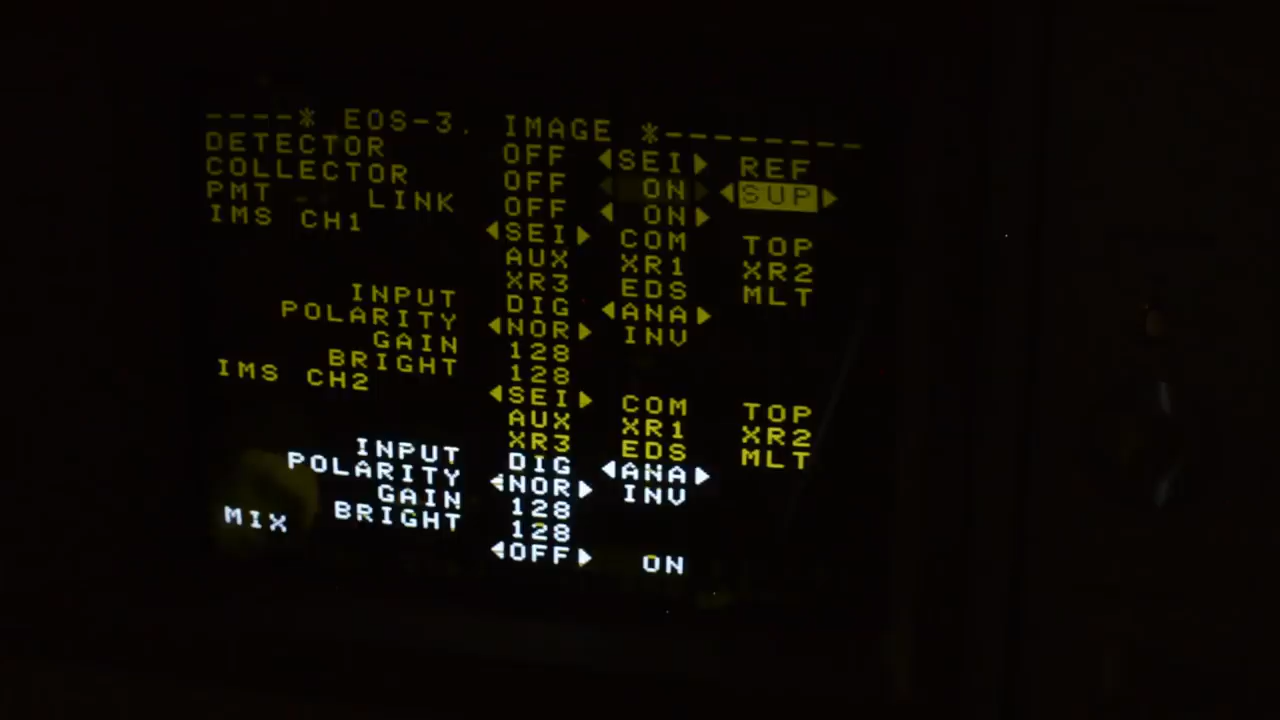 ----* EOS-3. IMAGE *-------
DETECTOR OFF ◀SEI▶ REF
COLLECTOR OFF ON ◀SUP▶
PMT - LINK OFF ◀ ON▶
IMS CH1 ◀SEI▶ COM TOP
AUX XR1 XR2
XR3 EDS MLT
INPUT DIG ◀ANA▶
POLARITY ◀NOR▶ INV
GAIN 128
BRIGHT 128
IMS CH2 ◀SEI▶ COM TOP
AUX XR1 XR2
XR3 EDS MLT
INPUT DIG ◀ANA▶
POLARITY ◀NOR▶ INV
GAIN 128
BRIGHT 128
MIX ◀OFF▶ ON